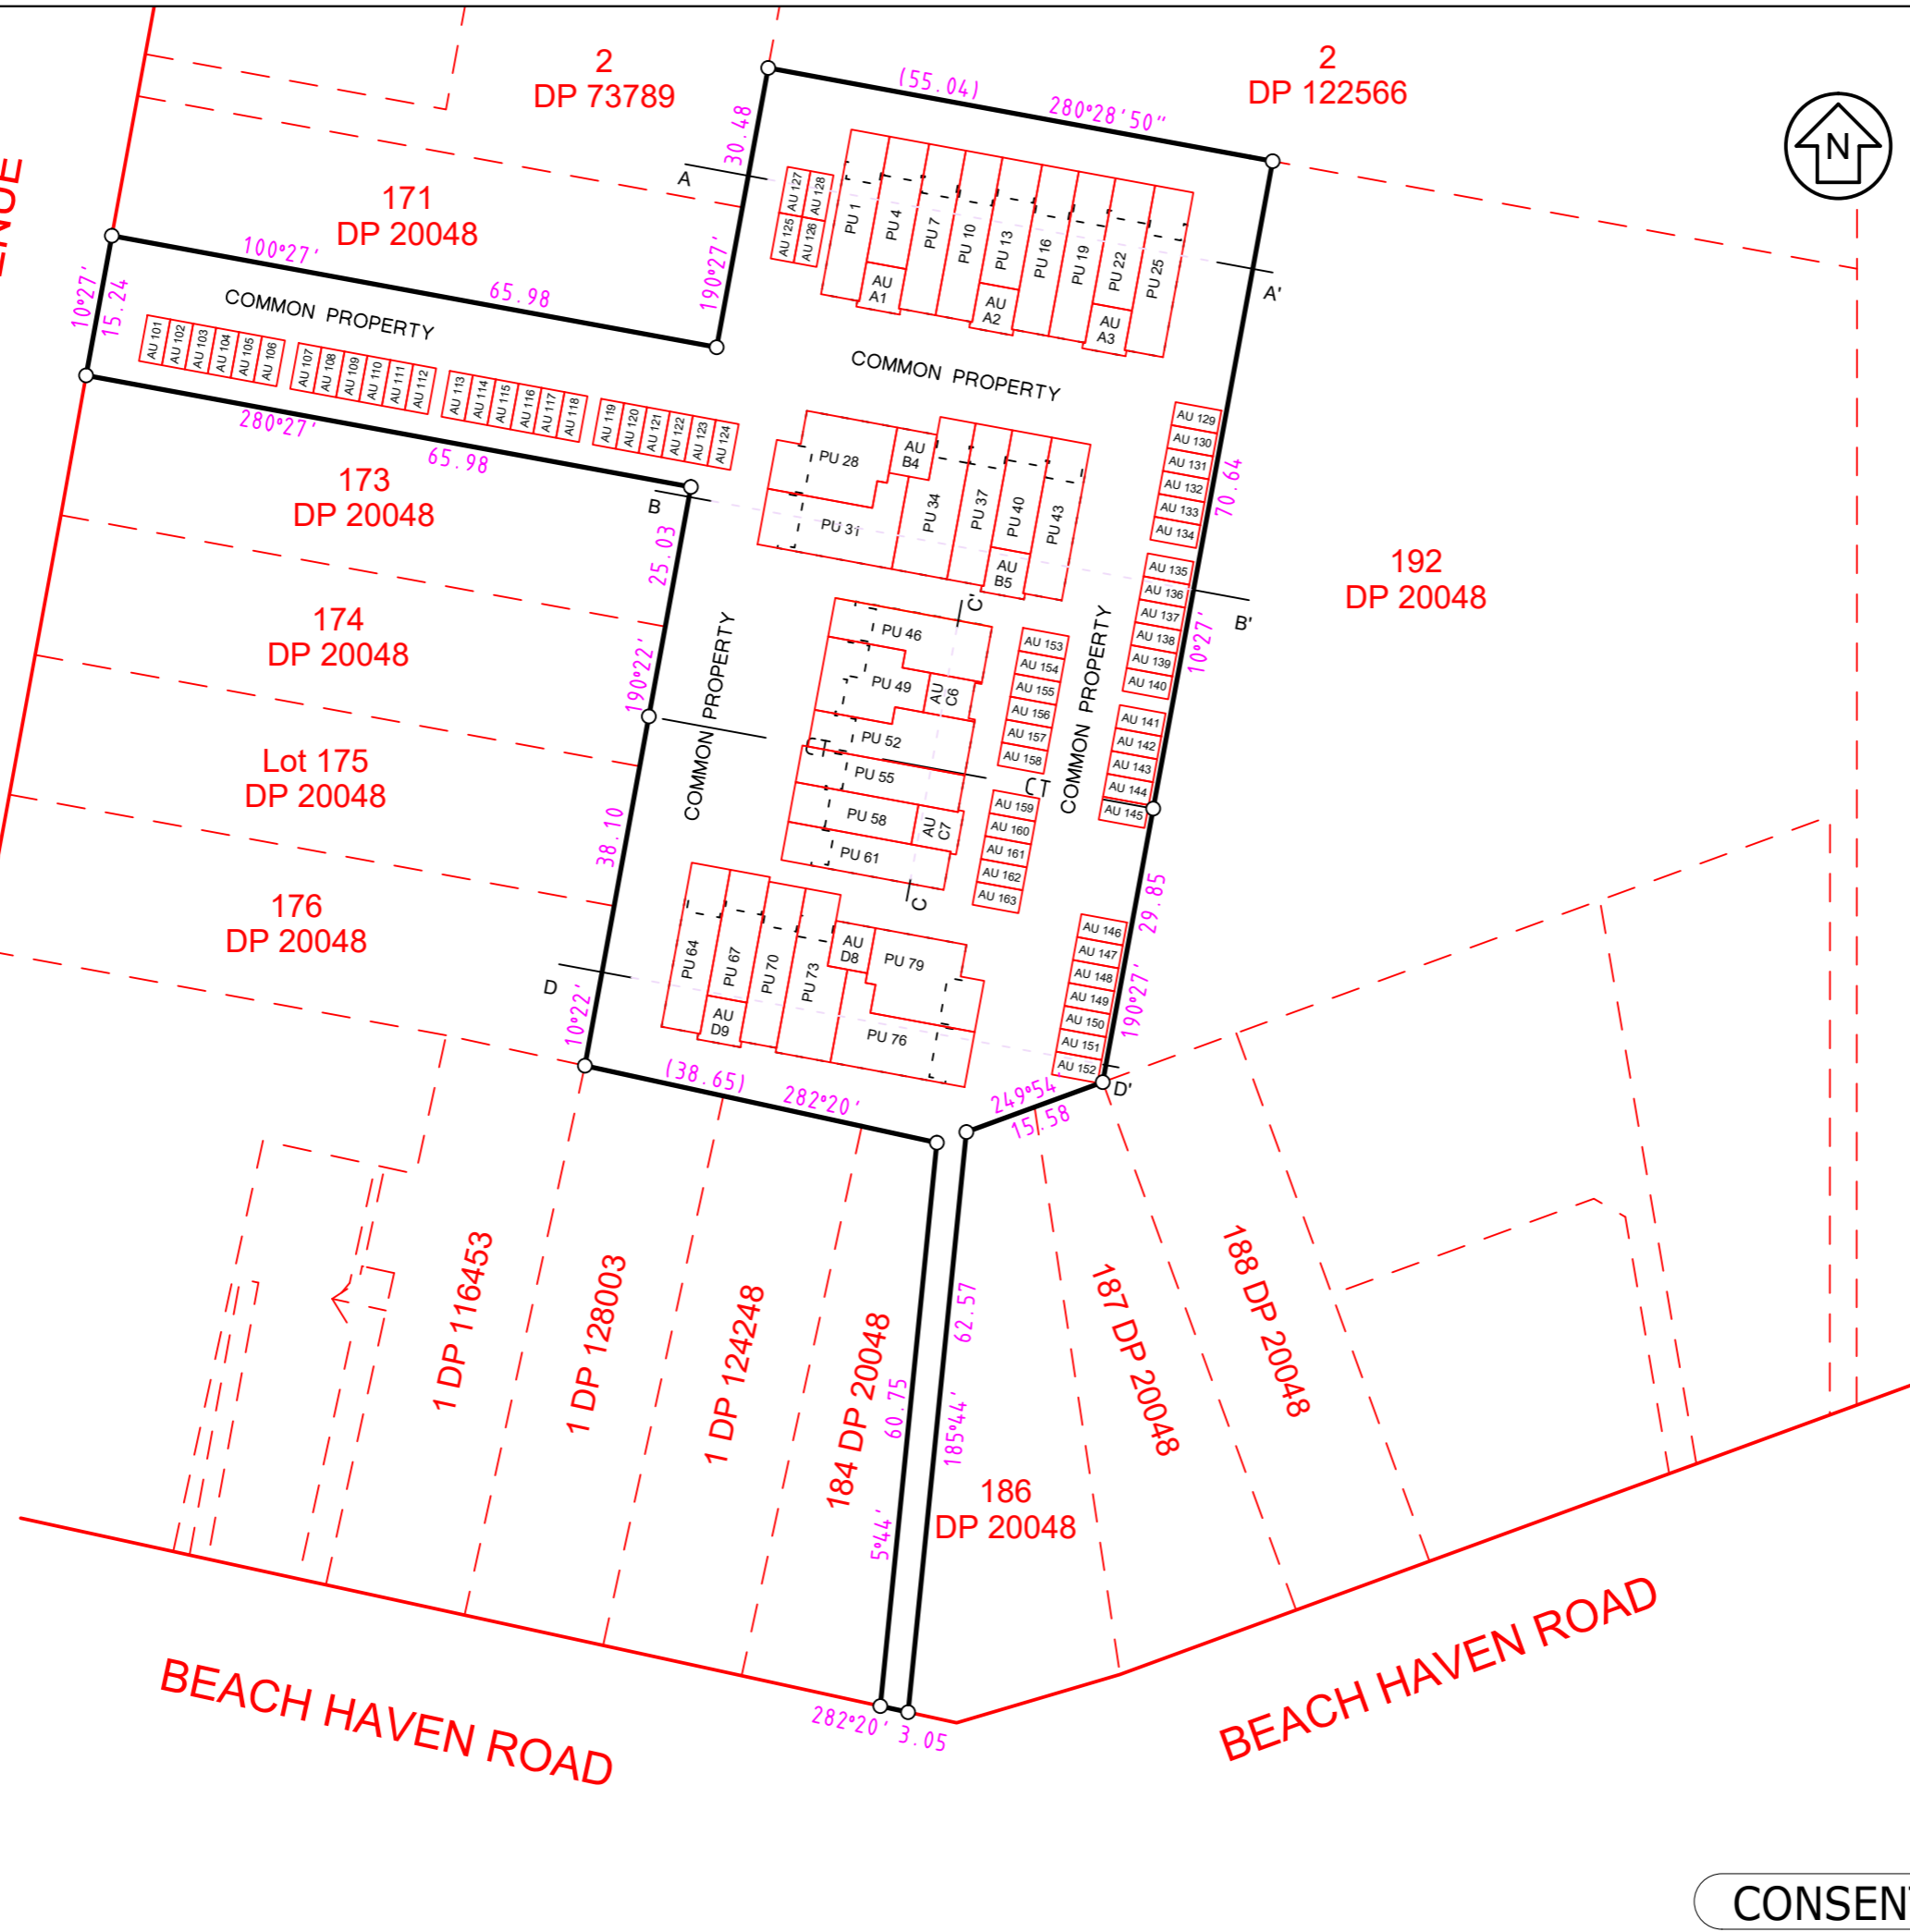 2
DP 73789
2
DP 122566
(55.04)
280°28'50"
N
30.48
A
171
DP 20048
190°27'
100°27'
65.98
10°27'
15.24
COMMON PROPERTY
AU 127
AU 128
AU 125
AU 126
PU 1
PU 4
PU 7
PU 10
PU 13
PU 16
PU 19
PU 22
PU 25
AU
A1
AU
A2
AU
A3
A'
COMMON PROPERTY
AU 101
AU 102
AU 103
AU 104
AU 105
AU 106
AU 107
AU 108
AU 109
AU 110
AU 111
AU 112
AU 113
AU 114
AU 115
AU 116
AU 117
AU 118
AU 119
AU 120
AU 121
AU 122
AU 123
AU 124
280°27'
65.98
173
DP 20048
B
25.03
PU 28
AU
B4
PU 31
PU 34
PU 37
PU 40
PU 43
AU
B5
AU 129
AU 130
AU 131
AU 132
AU 133
AU 134
70.64
AU 135
AU 136
AU 137
AU 138
AU 139
AU 140
B'
10°27'
192
DP 20048
174
DP 20048
190°22'
COMMON PROPERTY
C'
PU 46
PU 49
AU
C6
PU 52
CT
PU 55
PU 58
AU
C7
PU 61
C
AU 153
AU 154
AU 155
AU 156
AU 157
AU 158
CT
COMMON PROPERTY
AU 141
AU 142
AU 143
AU 144
AU 145
AU 159
AU 160
AU 161
AU 162
AU 163
Lot 175
DP 20048
38.10
176
DP 20048
D
10°22'
PU 64
PU 67
PU 70
PU 73
AU
D8
PU 79
AU
D9
PU 76
29.85
AU 146
AU 147
AU 148
AU 149
AU 150
AU 151
AU 152
190°27'
D'
(38.65)
282°20'
249°54'
15.58
1 DP 116453
1 DP 128003
1 DP 124248
184 DP 20048
60.75
5°44'
62.57
185°44'
186
DP 20048
187 DP 20048
188 DP 20048
282°20'
3.05
BEACH HAVEN ROAD
BEACH HAVEN ROAD